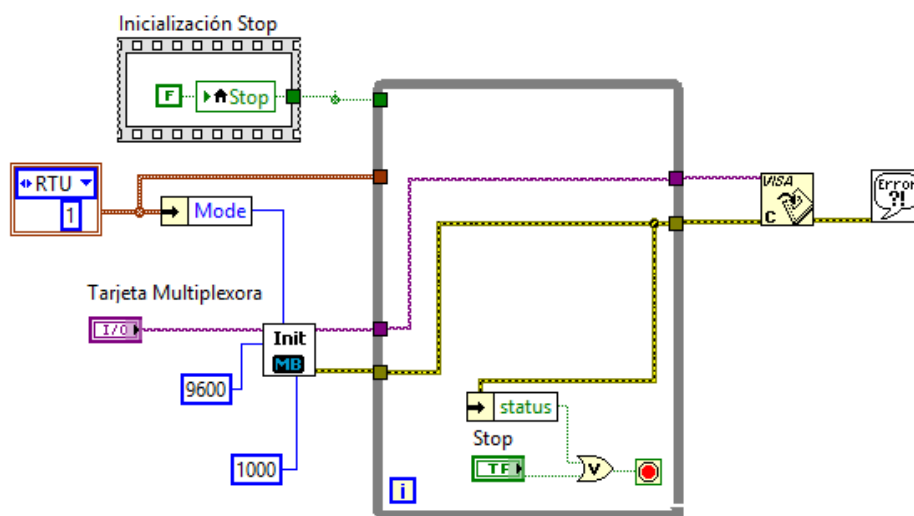 Inicialización Stop
F
Stop
RTU
1
Mode
Tarjeta Multiplexora
I/O
Init
MB
9600
1000
VISA
C
Error
?!
status
Stop
TF
V
i